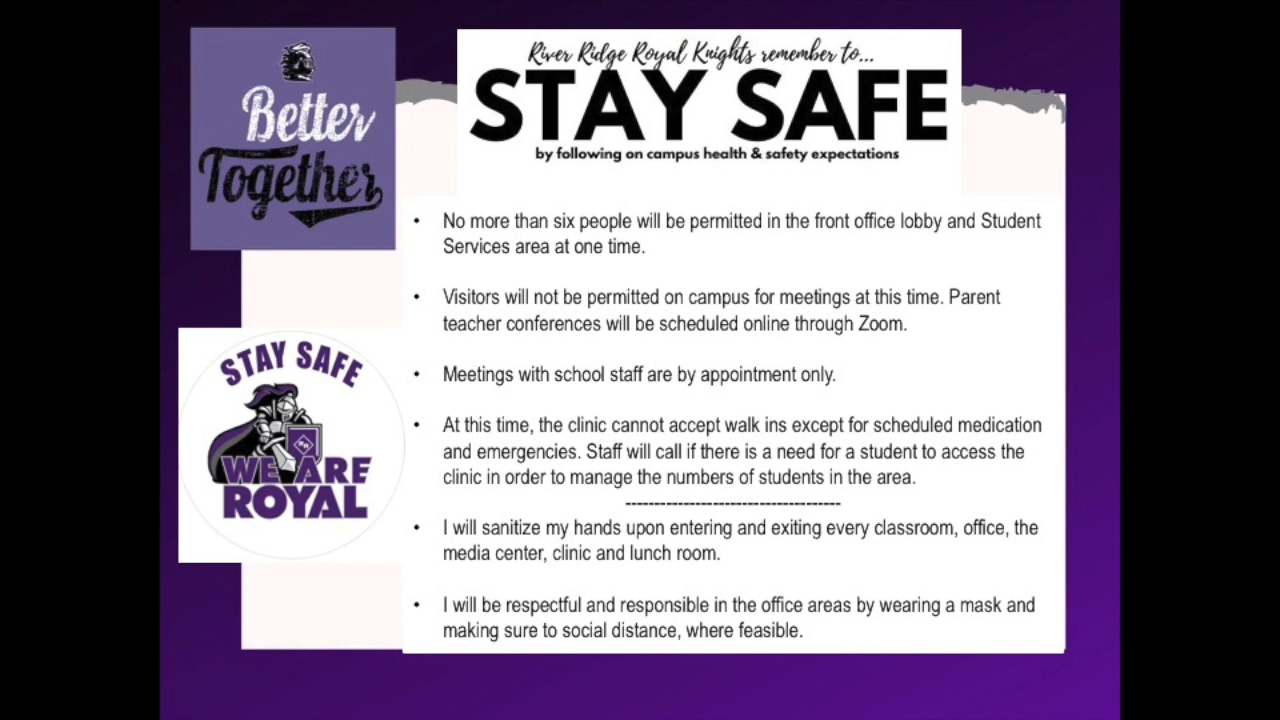 Better
Together
River Ridge Royal Knights remember to...
STAY SAFE
by following on campus health & safety expectations
• No more than six people will be permitted in the front office lobby and Student
Services area at one time.
• Visitors will not be permitted on campus for meetings at this time. Parent
teacher conferences will be scheduled online through Zoom.
• Meetings with school staff are by appointment only.
• At this time, the clinic cannot accept walk ins except for scheduled medication
and emergencies. Staff will call if there is a need for a student to access the
clinic in order to manage the numbers of students in the area.
------------------------------------
• I will sanitize my hands upon entering and exiting every classroom, office, the
media center, clinic and lunch room.
• I will be respectful and responsible in the office areas by wearing a mask and
making sure to social distance, where feasible.
STAY SAFE
WE ARE
ROYAL